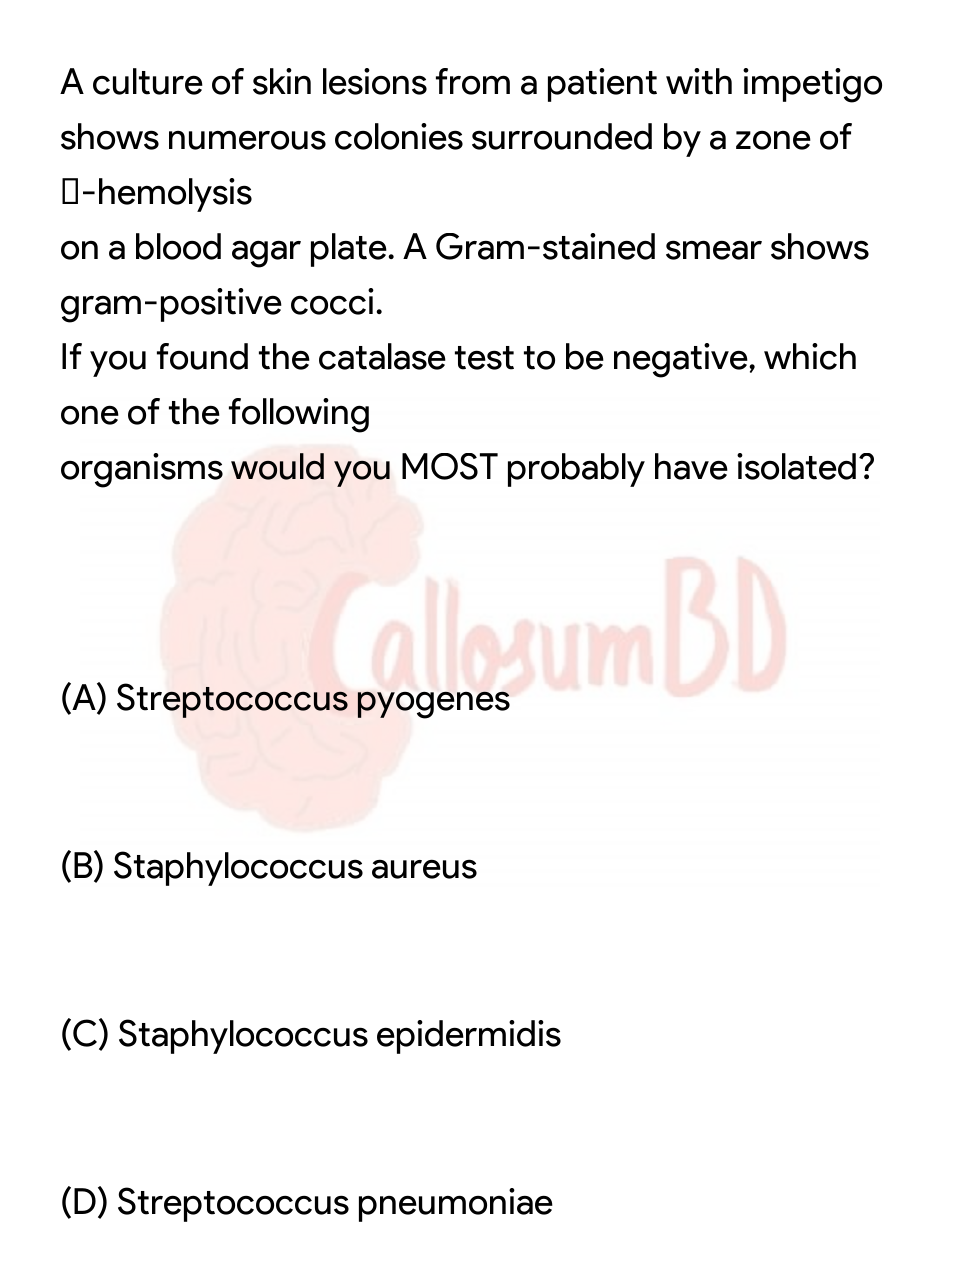 A culture of skin lesions from a patient with impetigo
shows numerous colonies surrounded by a zone of
▯-hemolysis
on a blood agar plate. A Gram-stained smear shows
gram-positive cocci.
If you found the catalase test to be negative, which
one of the following
organisms would you MOST probably have isolated?
CallosumBD
(A) Streptococcus pyogenes
(B) Staphylococcus aureus
(C) Staphylococcus epidermidis
(D) Streptococcus pneumoniae